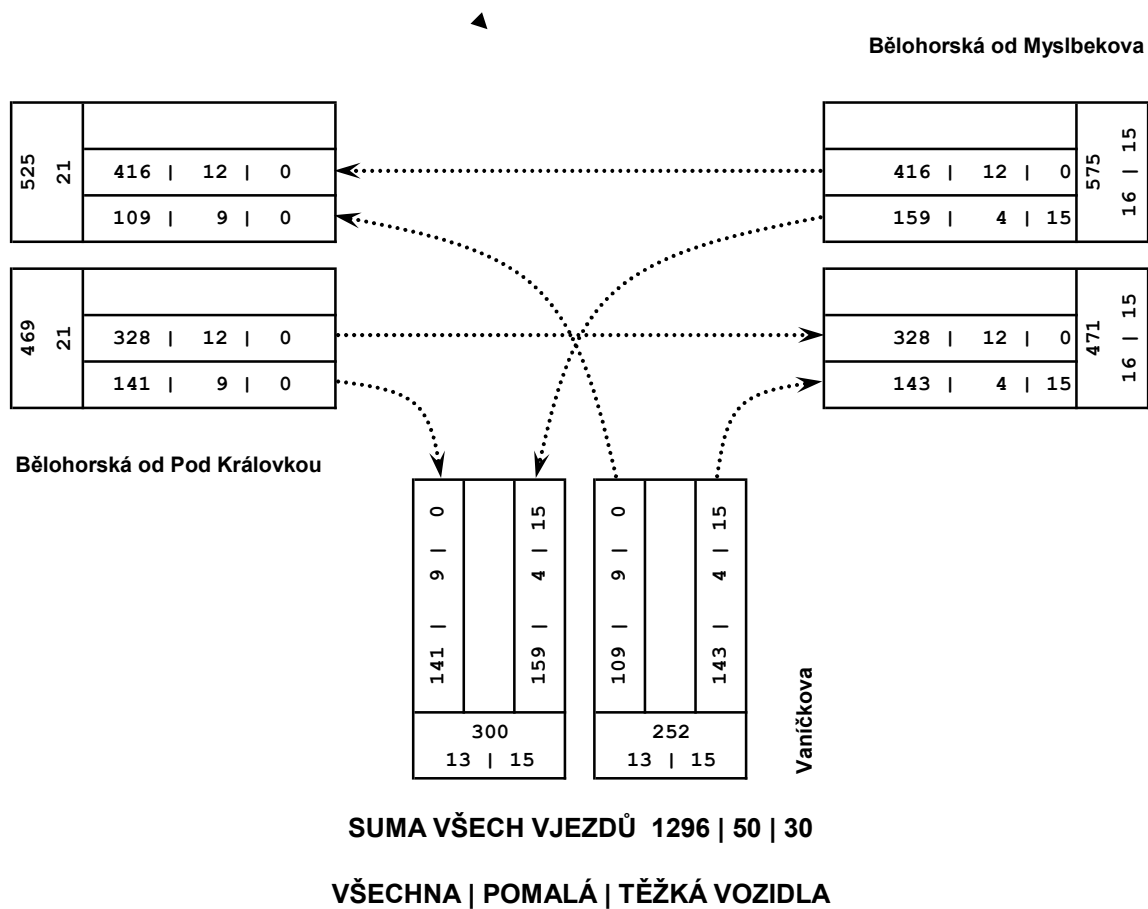 Bělohorská od Myslbekova
525
21
416 | 12 | 0
109 | 9 | 0
416 | 12 | 0
159 | 4 | 15
575
16 | 15
469
21
328 | 12 | 0
141 | 9 | 0
328 | 12 | 0
143 | 4 | 15
471
16 | 15
Bělohorská od Pod Královkou
141 | 9 | 0
159 | 4 | 15
109 | 9 | 0
143 | 4 | 15
300
13 | 15
252
13 | 15
Vaníčkova
SUMA VŠECH VJEZDŮ 1296 | 50 | 30
VŠECHNA | POMALÁ | TĚŽKÁ VOZIDLA